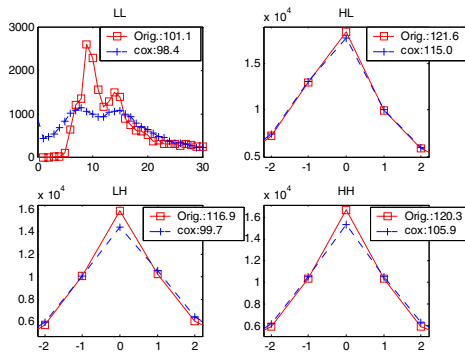 LL
3000
2000
1000
0
0
10
20
30
Orig.:101.1
cox:98.4
HL
x 10^4
1.5
1
-2
-1
0
1
2
Orig.:121.6
cox:115.0
LH
x 10^4
1.6
1.4
1.2
1
0.8
0.6
-2
-1
0
1
2
Orig.:116.9
cox:99.7
HH
x 10^4
1.6
1.4
1.2
1
0.8
0.6
-2
-1
0
1
2
Orig.:120.3
cox:105.9